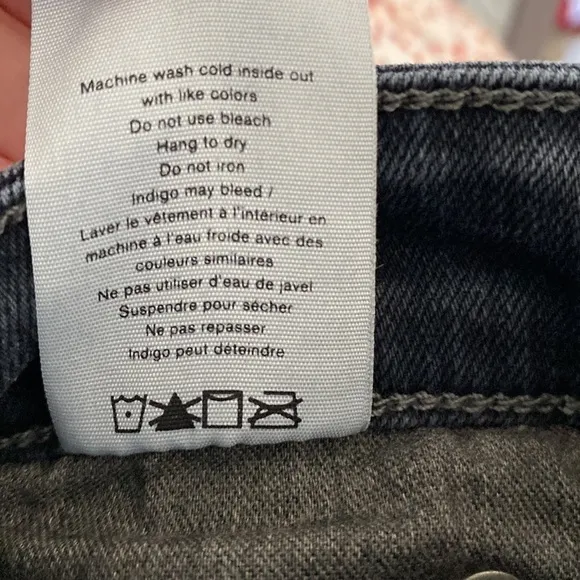 Machine wash cold inside out
with like colors
Do not use bleach
Hang to dry
Do not iron
Indigo may bleed /
Laver le vêtement à l'intérieur en
machine à l'eau froide avec des
couleurs similaires
Ne pas utiliser d'eau de javel
Suspendre pour sécher
Ne pas repasser
Indigo peut déteindre